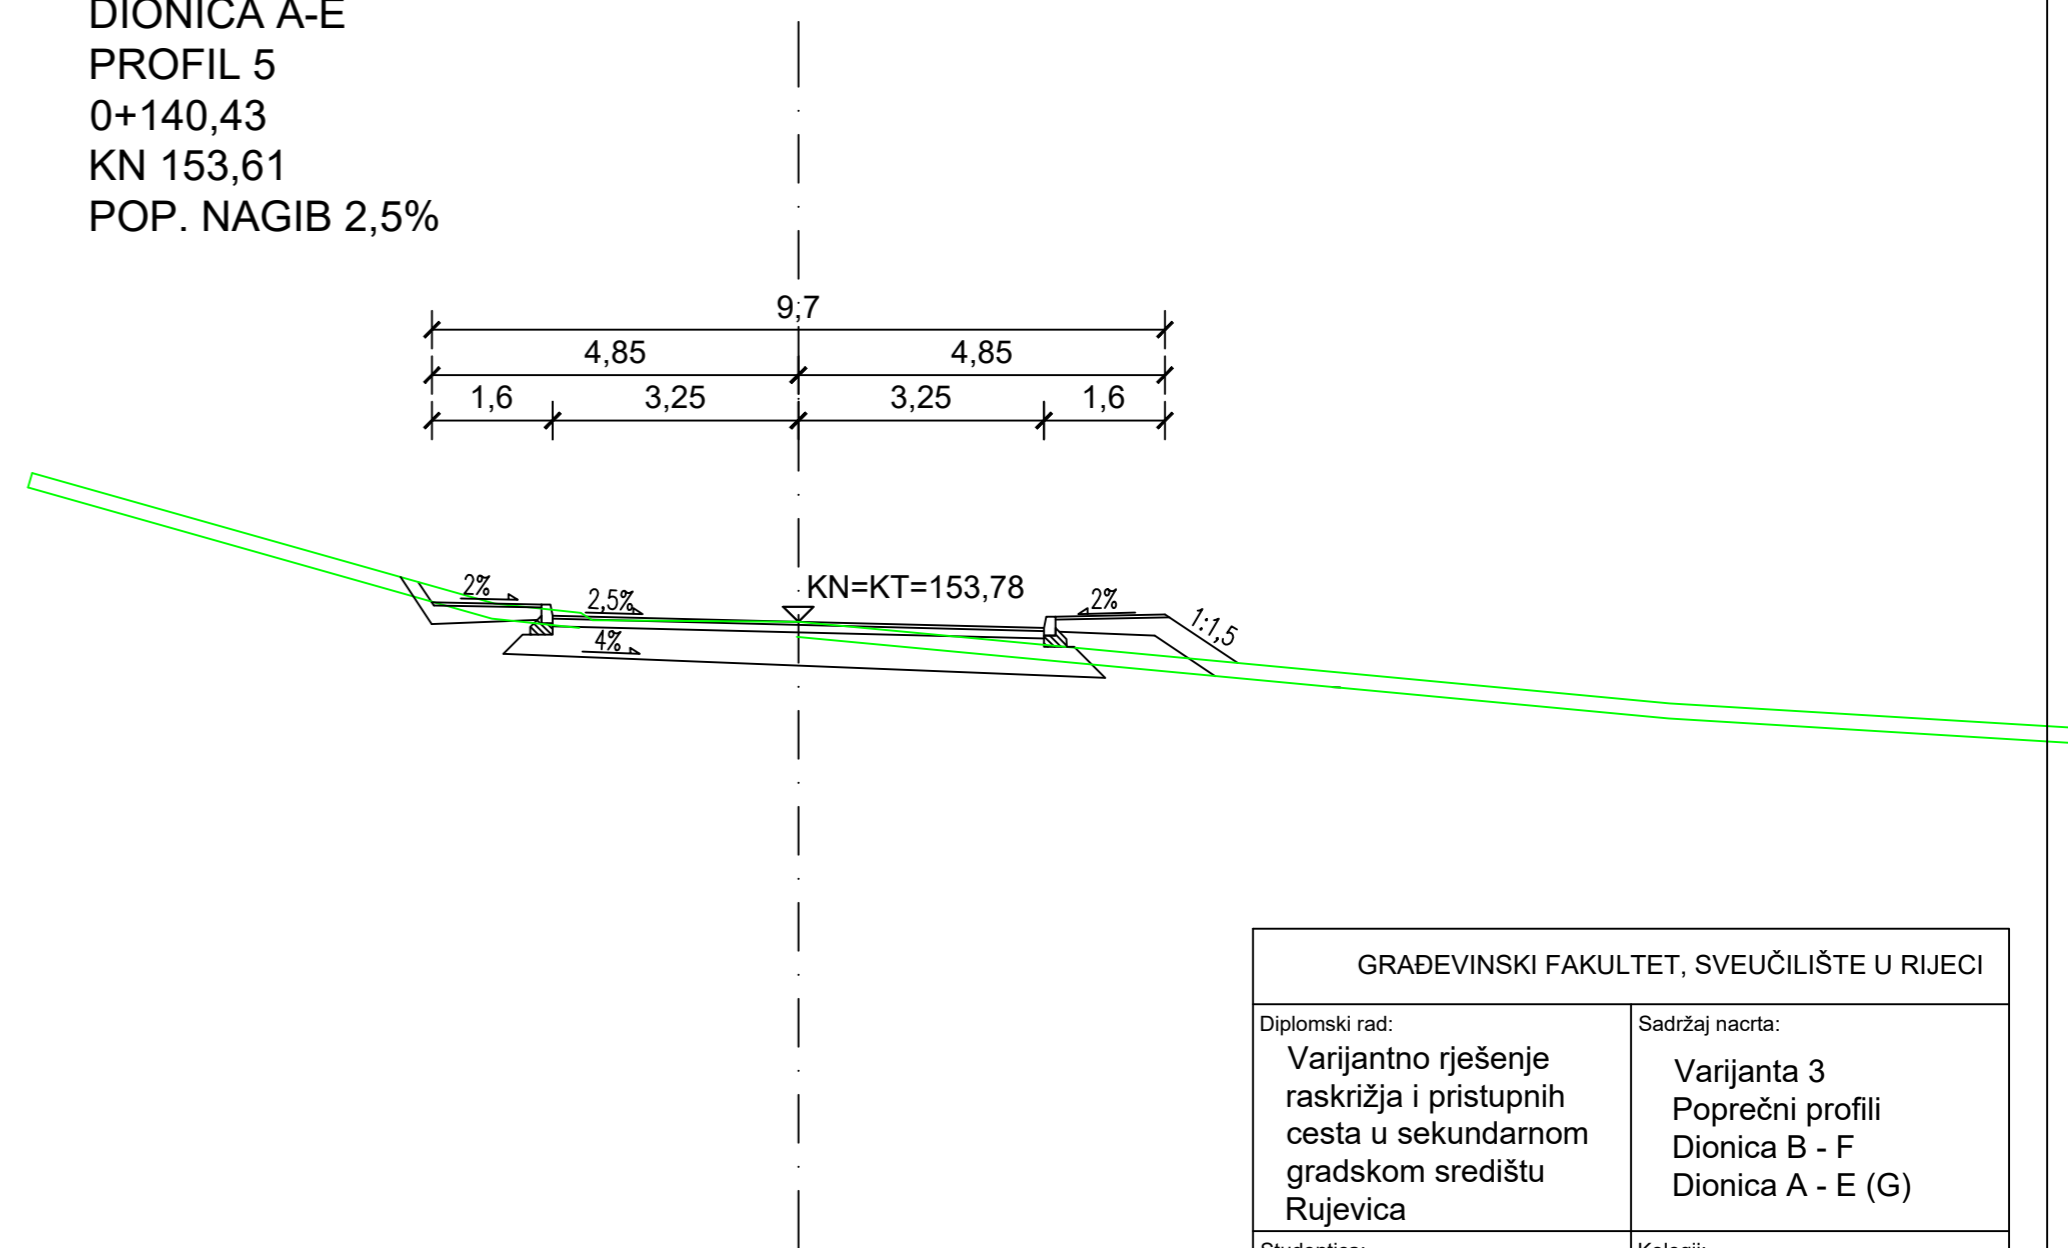 DIONICA A-E
PROFIL 5
0+140,43
KN 153,61
POP. NAGIB 2,5%
9,7
4,85 4,85
1,6 3,25 3,25 1,6
KN=KT=153,78
2% 2,5% 2%
1:1,5
4%
GRAĐEVINSKI FAKULTET, SVEUČILIŠTE U RIJECI
Diplomski rad:
Varijantno rješenje
raskrižja i pristupnih
cesta u sekundarnom
gradskom središtu
Rujevica
Sadržaj nacrta:
Varijanta 3
Poprečni profili
Dionica B - F
Dionica A - E (G)